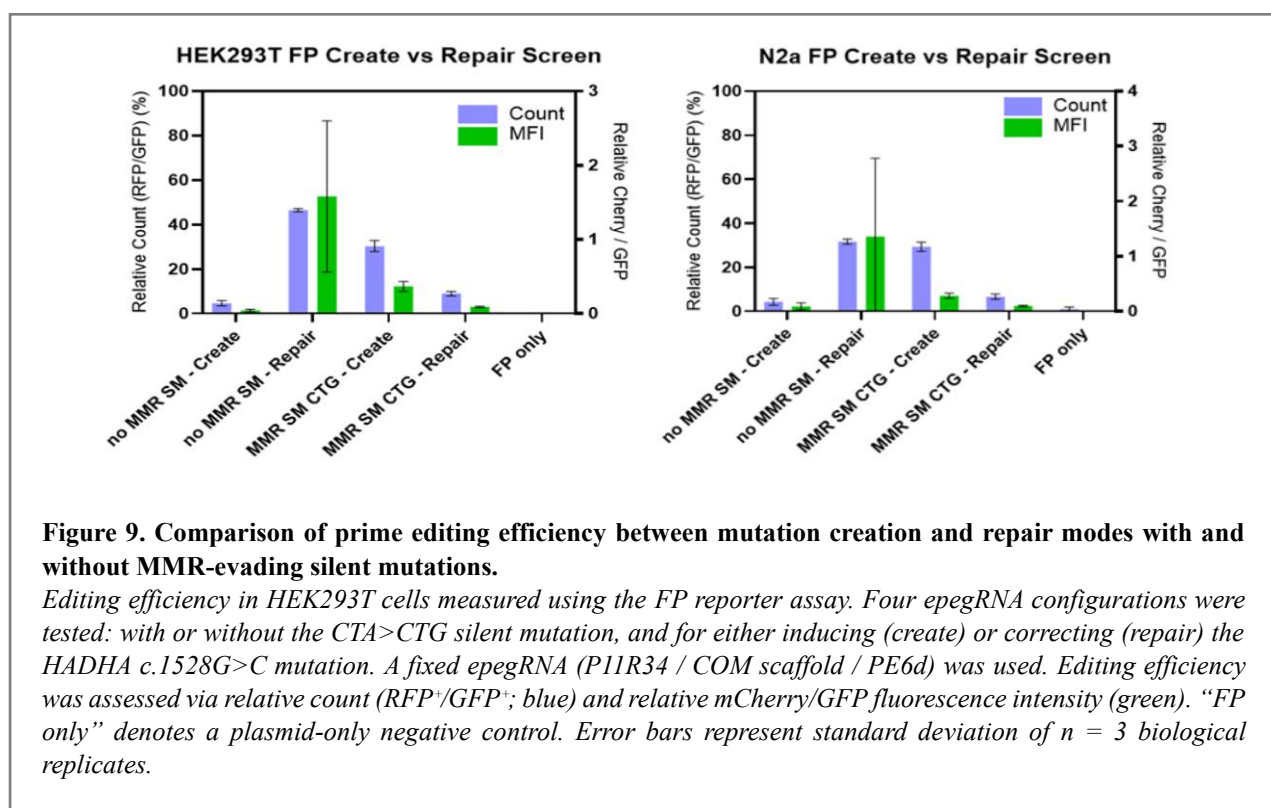 HEK293T FP Create vs Repair Screen
Relative Count (RFP/GFP) (%)
100
80
60
40
20
0
Count
MFI
3
2
1
0
Relative Cherry / GFP
no MMR SM - Create
no MMR SM - Repair
MMR SM CTG - Create
MMR SM CTG - Repair
FP only
N2a FP Create vs Repair Screen
Relative Count (RFP/GFP) (%)
100
80
60
40
20
0
Count
MFI
4
3
2
1
0
Relative Cherry / GFP
no MMR SM - Create
no MMR SM - Repair
MMR SM CTG - Create
MMR SM CTG - Repair
FP only
Figure 9. Comparison of prime editing efficiency between mutation creation and repair modes with and
without MMR-evading silent mutations.
Editing efficiency in HEK293T cells measured using the FP reporter assay. Four epegRNA configurations were
tested: with or without the CTA>CTG silent mutation, and for either inducing (create) or correcting (repair) the
HADHA c.1528G>C mutation. A fixed epegRNA (P11R34 / COM scaffold / PE6d) was used. Editing efficiency
was assessed via relative count (RFP⁺/GFP⁺; blue) and relative mCherry/GFP fluorescence intensity (green). “FP
only” denotes a plasmid-only negative control. Error bars represent standard deviation of n = 3 biological
replicates.